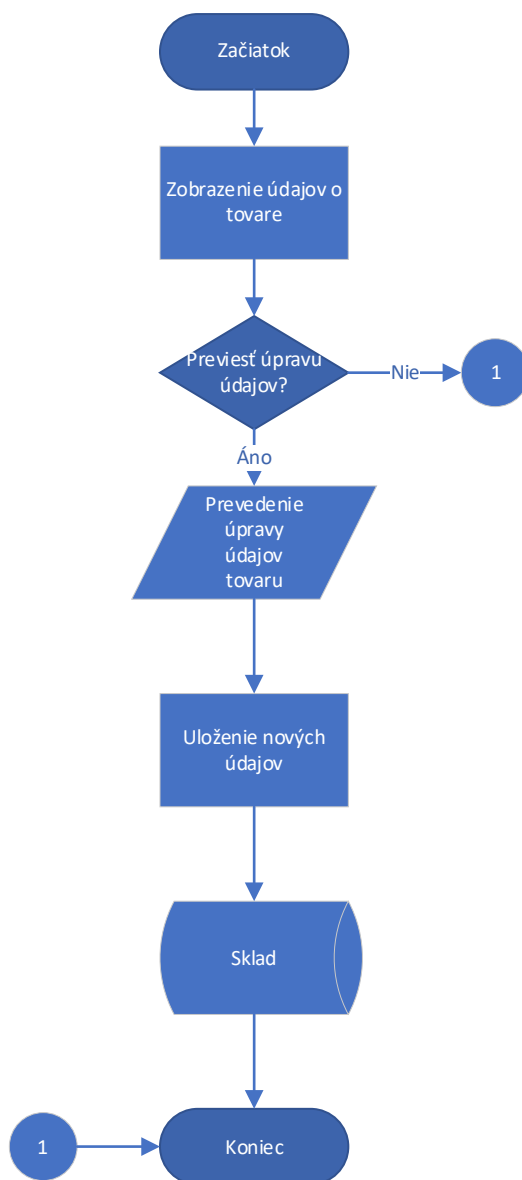 Začiatok
Zobrazenie údajov o
tovare
Previesť úpravu
údajov?
Nie
1
Áno
Prevedenie
úpravy
údajov
tovaru
Uloženie nových
údajov
Sklad
1
Koniec